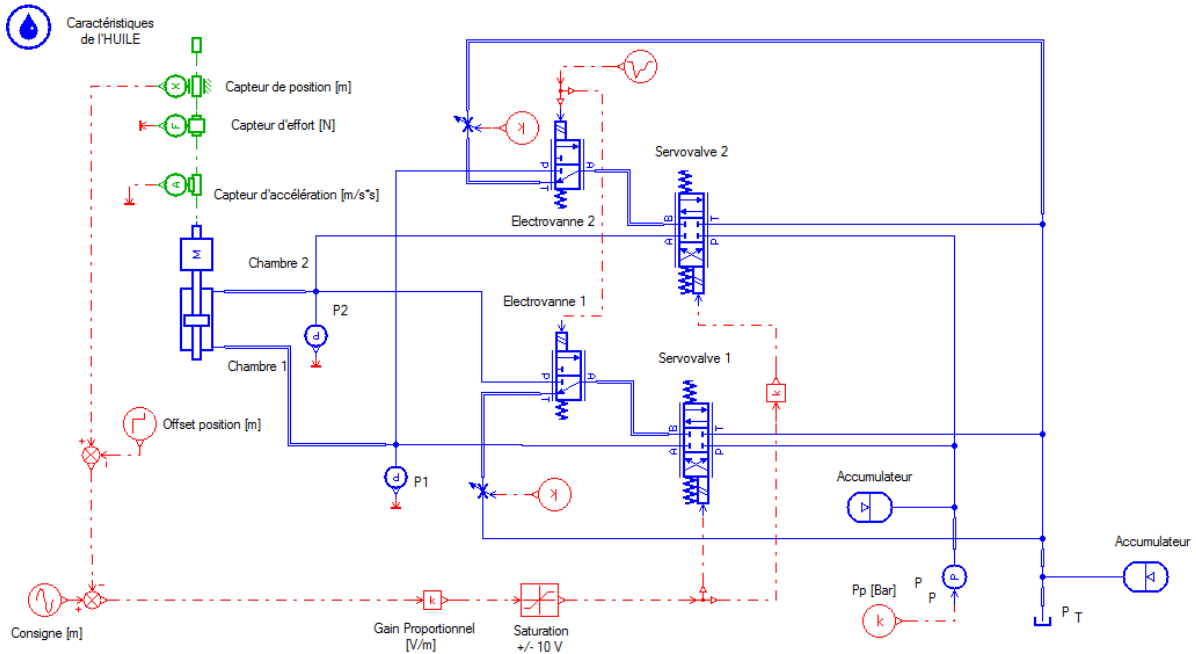 Caractéristiques
de l'HUILE
X
Capteur de position [m]
F
Capteur d'effort [N]
A
Capteur d'accélération [m/s*s]
M
Chambre 2
Chambre 1
P2
P
P1
P
Offset position [m]
+
-
Consigne [m]
+
-
k
Gain Proportionnel
[V/m]
Saturation
+/- 10 V
k
P
T
A
Electrovanne 2
Servovalve 2
B
A
T
P
Electrovanne 1
P
T
A
k
Servovalve 1
B
A
T
P
k
Accumulateur
Accumulateur
Pp [Bar]
k
P
P
P
P T